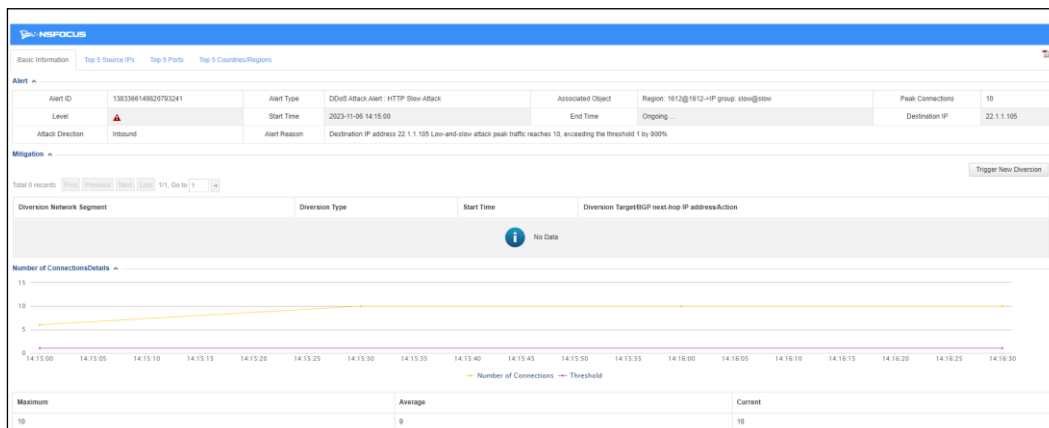 NSFOCUS
Basic Information Top 5 Source IPs Top 5 Ports Top 5 Countries/Regions
Alert
Alert ID 1383366149820793241 Alert Type DDoS Attack Alert : HTTP Slow Attack Associated Object Region: 1612@1612->IP group: slow@slow Peak Connections 10
Level Start Time 2023-11-06 14:15:00 End Time Ongoing ... Destination IP 22.1.1.105
Attack Direction Inbound Alert Reason Destination IP address 22.1.1.105 Low-and-slow attack peak traffic reaches 10, exceeding the threshold 1 by 900%
Mitigation
Trigger New Diversion
Total 0 records First Previous Next Last 1/1, Go to 1
Diversion Network Segment Diversion Type Start Time Diversion Target/BGP next-hop IP address/Action
No Data
Number of ConnectionsDetails
15
10
5
0
14:15:00 14:15:05 14:15:10 14:15:15 14:15:20 14:15:25 14:15:30 14:15:35 14:15:40 14:15:45 14:15:50 14:15:55 14:16:00 14:16:05 14:16:10 14:16:15 14:16:20 14:16:25 14:16:30
Number of Connections Threshold
Maximum Average Current
10 9 10